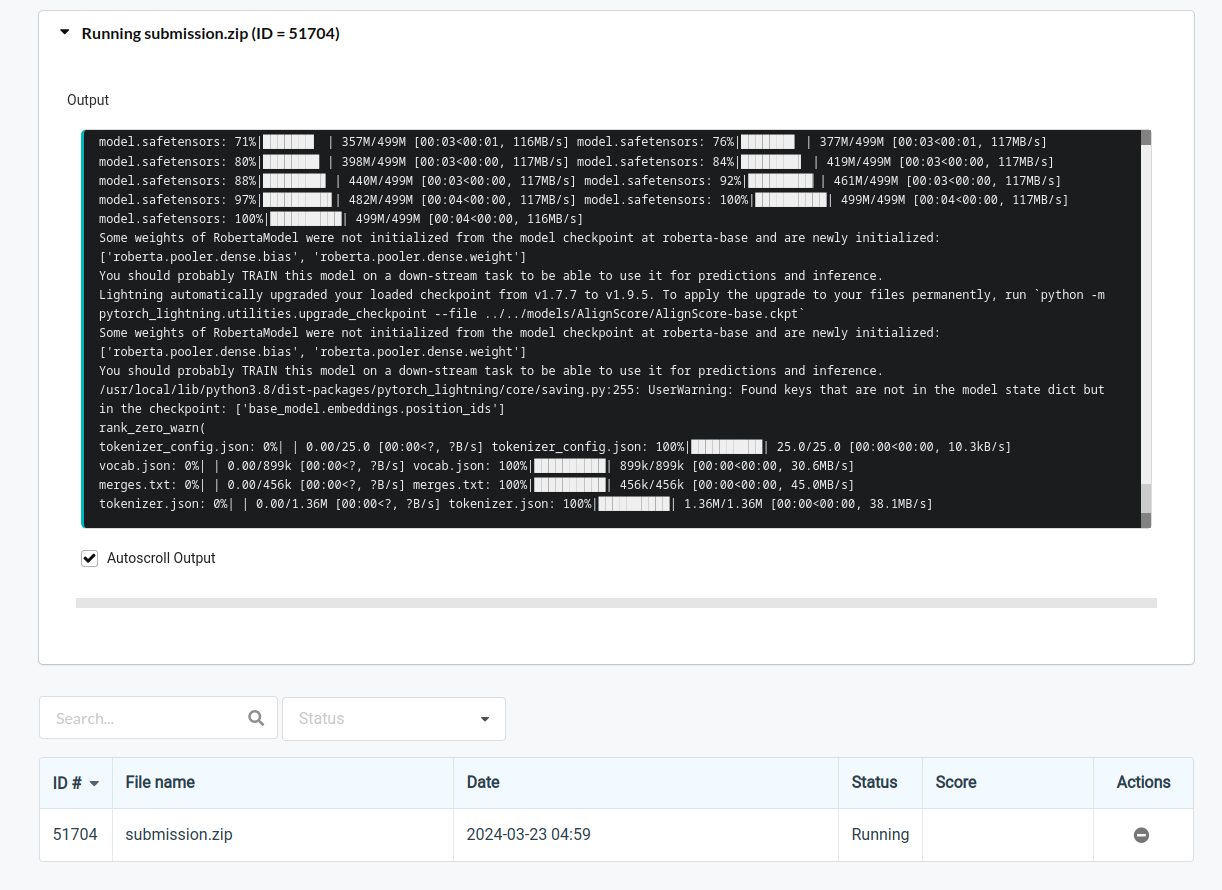 Running submission.zip (ID = 51704)
Output
model.safetensors: 71%|███████ | 357M/499M [00:03<00:01, 116MB/s] model.safetensors: 76%|███████▌ | 377M/499M [00:03<00:01, 117MB/s]
model.safetensors: 80%|███████▉ | 398M/499M [00:03<00:00, 117MB/s] model.safetensors: 84%|████████▍ | 419M/499M [00:03<00:00, 117MB/s]
model.safetensors: 88%|████████▊ | 440M/499M [00:03<00:00, 117MB/s] model.safetensors: 92%|█████████▏| 461M/499M [00:03<00:00, 117MB/s]
model.safetensors: 97%|█████████▋| 482M/499M [00:04<00:00, 117MB/s] model.safetensors: 100%|██████████| 499M/499M [00:04<00:00, 117MB/s]
model.safetensors: 100%|██████████| 499M/499M [00:04<00:00, 116MB/s]
Some weights of RobertaModel were not initialized from the model checkpoint at roberta-base and are newly initialized:
['roberta.pooler.dense.bias', 'roberta.pooler.dense.weight']
You should probably TRAIN this model on a down-stream task to be able to use it for predictions and inference.
Lightning automatically upgraded your loaded checkpoint from v1.7.7 to v1.9.5. To apply the upgrade to your files permanently, run `python -m
pytorch_lightning.utilities.upgrade_checkpoint --file ../../models/AlignScore/AlignScore-base.ckpt`
Some weights of RobertaModel were not initialized from the model checkpoint at roberta-base and are newly initialized:
['roberta.pooler.dense.bias', 'roberta.pooler.dense.weight']
You should probably TRAIN this model on a down-stream task to be able to use it for predictions and inference.
/usr/local/lib/python3.8/dist-packages/pytorch_lightning/core/saving.py:255: UserWarning: Found keys that are not in the model state dict but
in the checkpoint: ['base_model.embeddings.position_ids']
rank_zero_warn(
tokenizer_config.json: 0%| | 0.00/25.0 [00:00<?, ?B/s] tokenizer_config.json: 100%|██████████| 25.0/25.0 [00:00<00:00, 10.3kB/s]
vocab.json: 0%| | 0.00/899k [00:00<?, ?B/s] vocab.json: 100%|██████████| 899k/899k [00:00<00:00, 30.6MB/s]
merges.txt: 0%| | 0.00/456k [00:00<?, ?B/s] merges.txt: 100%|██████████| 456k/456k [00:00<00:00, 45.0MB/s]
tokenizer.json: 0%| | 0.00/1.36M [00:00<?, ?B/s] tokenizer.json: 100%|██████████| 1.36M/1.36M [00:00<00:00, 38.1MB/s]
Autoscroll Output
Search... Status
ID # File name Date Status Score Actions
51704 submission.zip 2024-03-23 04:59 Running